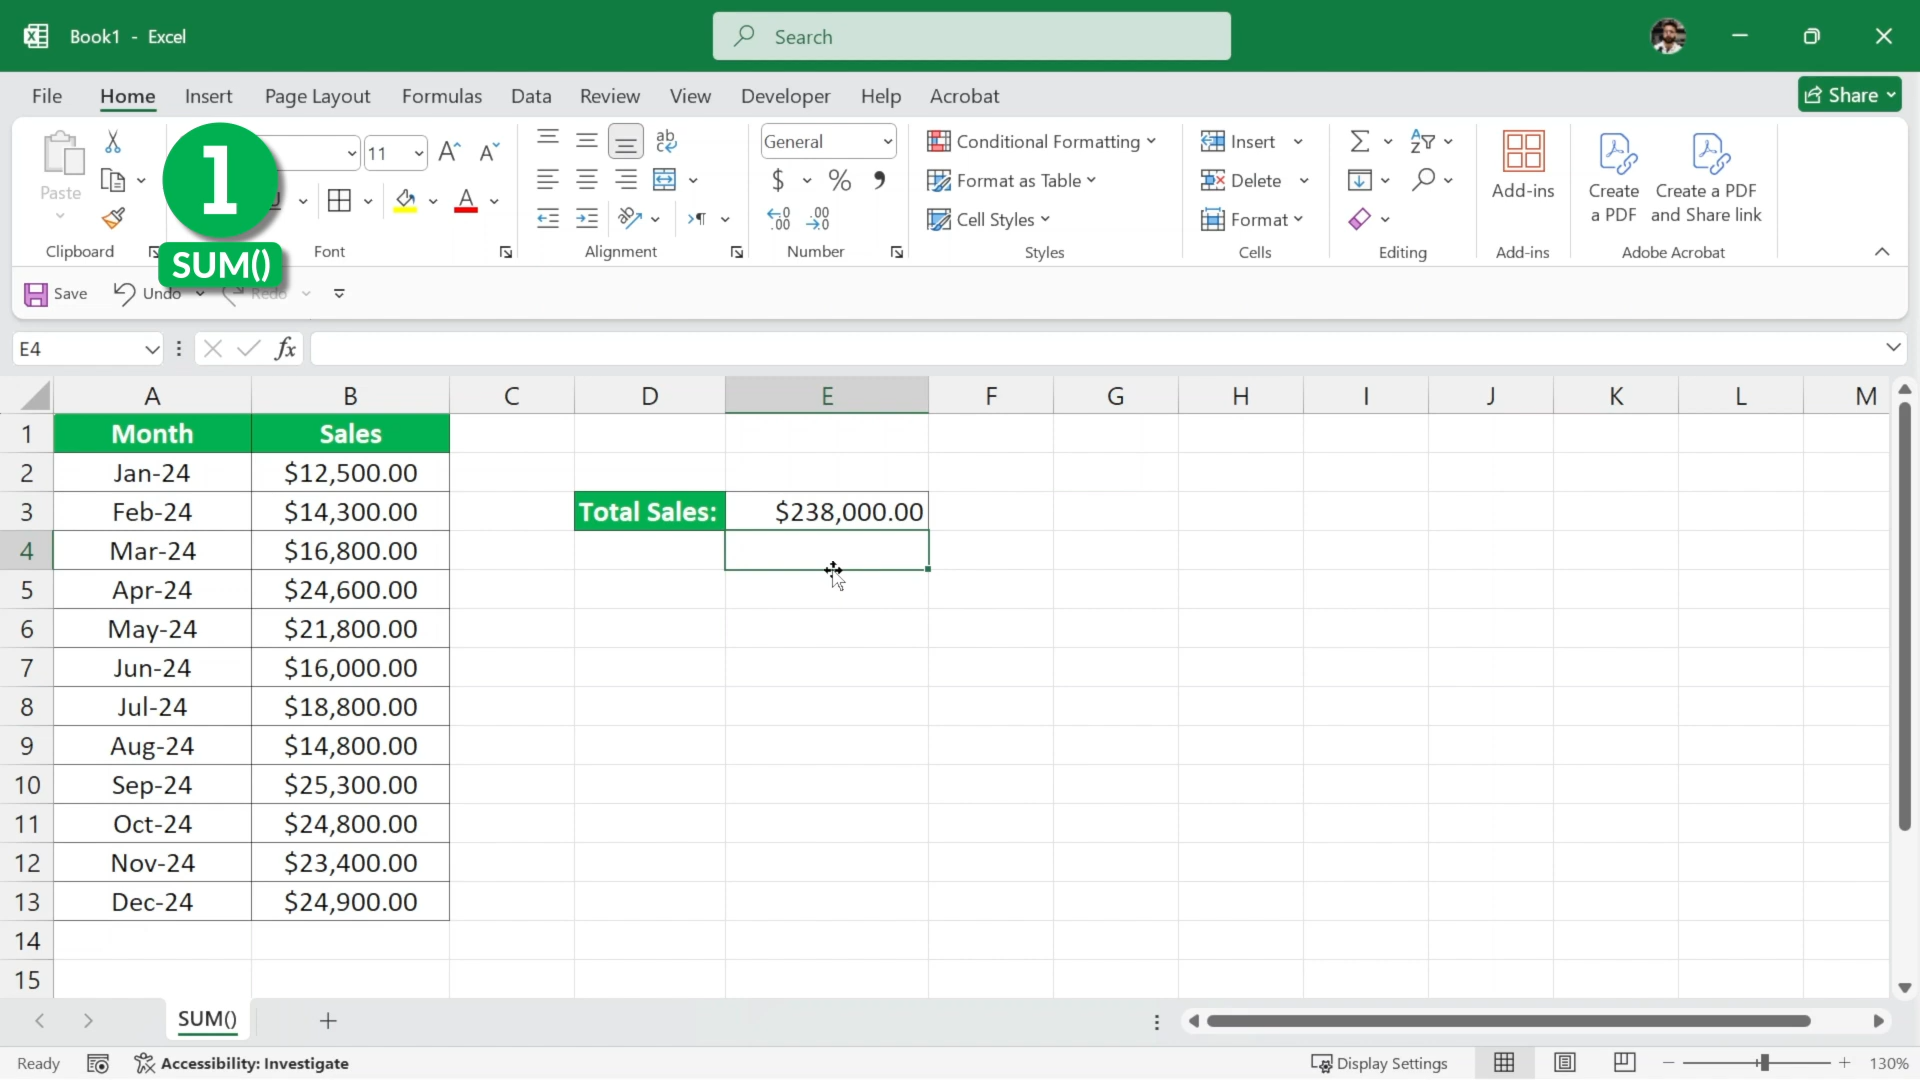 Book1 - Excel
Search
File Home Insert Page Layout Formulas Data Review View Developer Help Acrobat
Share
Paste
Clipboard
1
SUM()
11
Font
ab
Alignment
General
$ %
Number
Conditional Formatting
Format as Table
Cell Styles
Styles
Insert
Delete
Format
Cells
Editing
Add-ins
Add-ins
Create
a PDF
Create a PDF
and Share link
Adobe Acrobat
Save Undo Redo
E4
fx
A B C D E F G H I J K L M
1 Month Sales
2 Jan-24 $12,500.00
3 Feb-24 $14,300.00 Total Sales: $238,000.00
4 Mar-24 $16,800.00
5 Apr-24 $24,600.00
6 May-24 $21,800.00
7 Jun-24 $16,000.00
8 Jul-24 $18,800.00
9 Aug-24 $14,800.00
10 Sep-24 $25,300.00
11 Oct-24 $24,800.00
12 Nov-24 $23,400.00
13 Dec-24 $24,900.00
14
15
SUM()
Ready Accessibility: Investigate Display Settings 130%